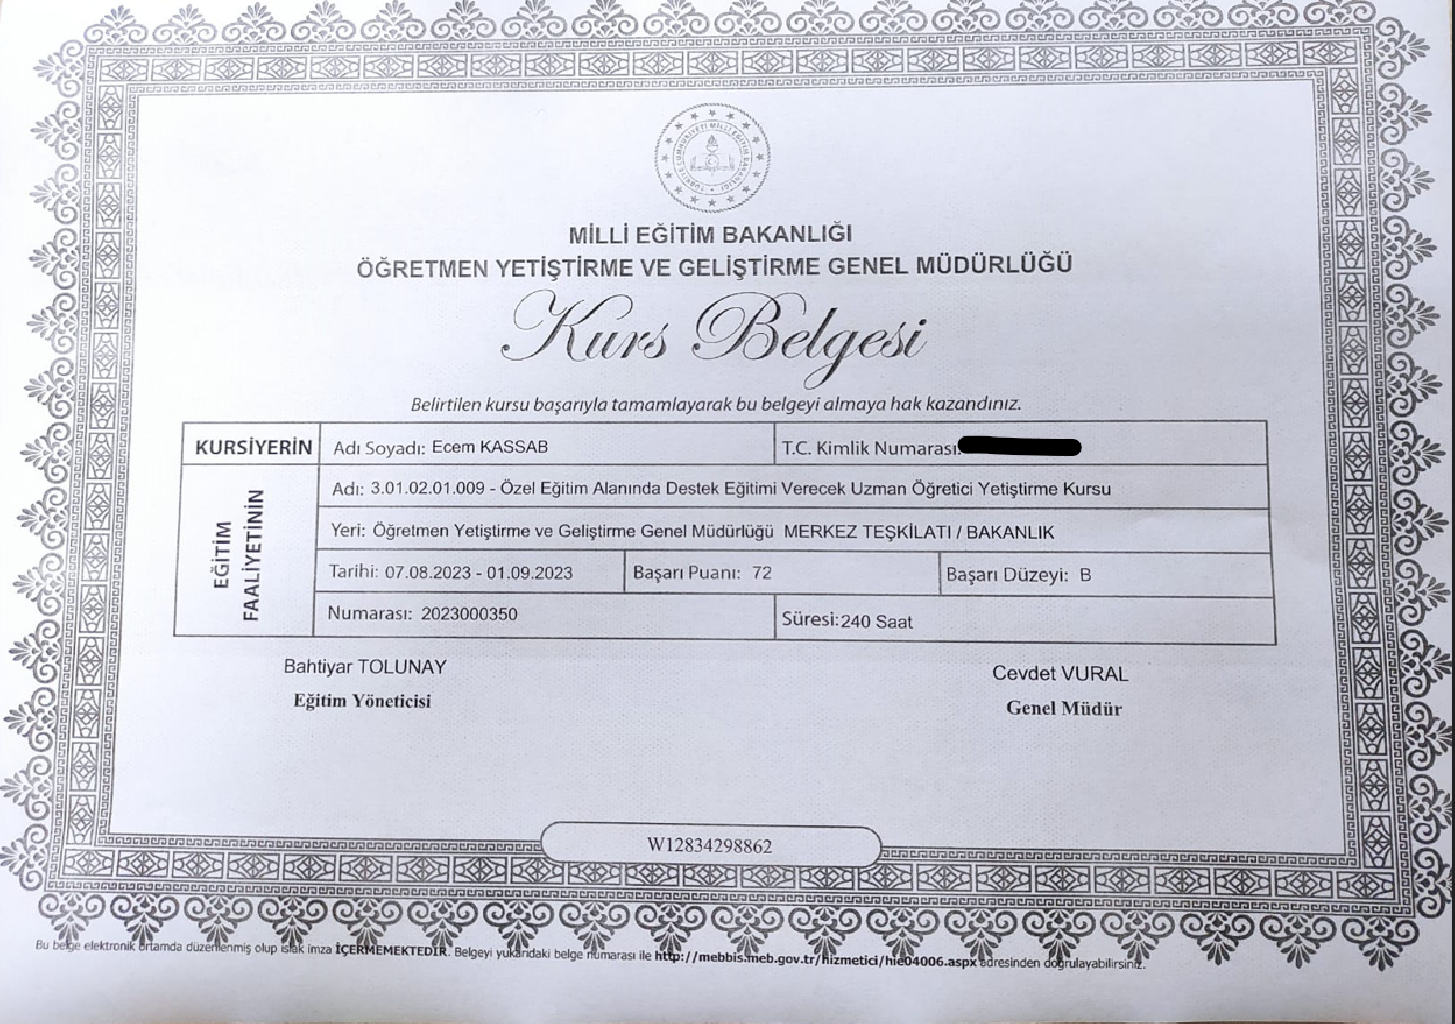 MİLLİ EĞİTİM BAKANLIĞI
ÖĞRETMEN YETİŞTİRME VE GELİŞTİRME GENEL MÜDÜRLÜĞÜ
Kurs Belgesi
Belirtilen kursu başarıyla tamamlayarak bu belgeyi almaya hak kazandınız.
KURSİYERİN Adı Soyadı: Ecem KASSAB T.C. Kimlik Numarası:
EĞİTİM FAALİYETİNİN
Adı: 3.01.02.01.009 - Özel Eğitim Alanında Destek Eğitimi Verecek Uzman Öğretici Yetiştirme Kursu
Yeri: Öğretmen Yetiştirme ve Geliştirme Genel Müdürlüğü MERKEZ TEŞKİLATI / BAKANLIK
Tarihi: 07.08.2023 - 01.09.2023 Başarı Puanı: 72 Başarı Düzeyi: B
Numarası: 2023000350 Süresi: 240 Saat
Bahtiyar TOLUNAY Cevdet VURAL
Eğitim Yöneticisi Genel Müdür
W12834298862
Bu belge elektronik ortamda düzenlenmiş olup ıslak imza İÇERMEMEKTEDİR. Belgeyi yukarıdaki belge numarası ile http://mebbis.meb.gov.tr/hizmetici/hie04006.aspx adresinden doğrulayabilirsiniz.